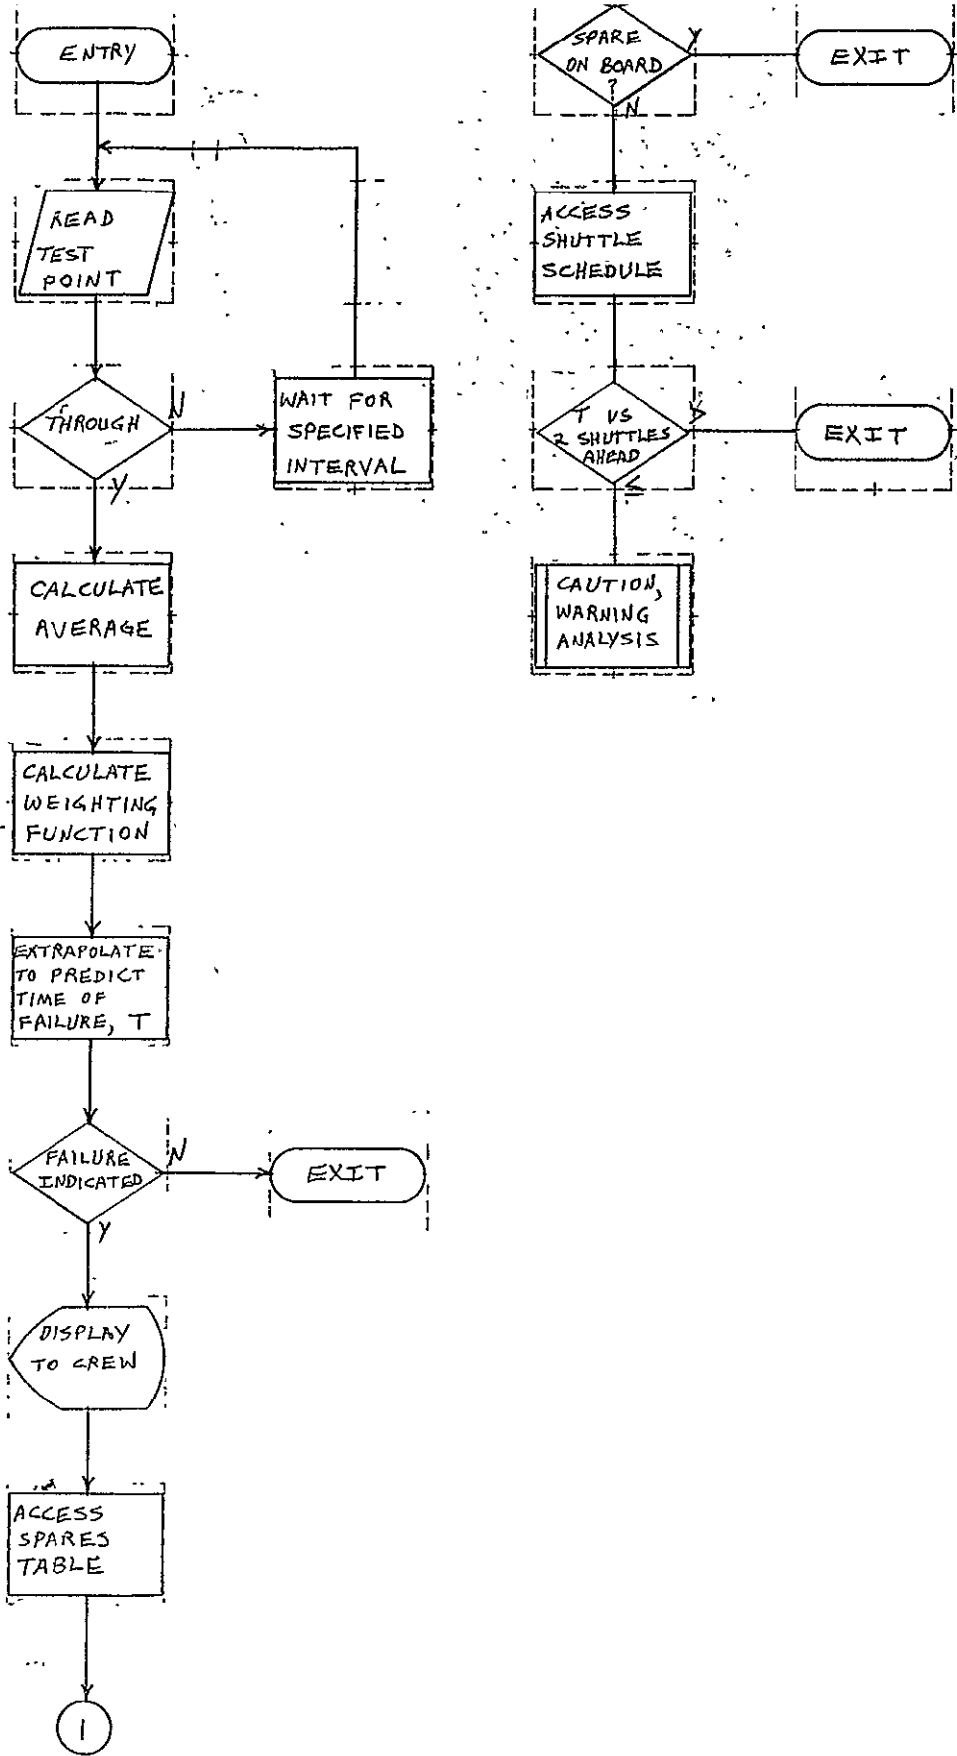 ENTRY
READ
TEST
POINT
THROUGH
N
Y
WAIT FOR
SPECIFIED
INTERVAL
CALCULATE
AVERAGE
CALCULATE
WEIGHTING
FUNCTION
EXTRAPOLATE
TO PREDICT
TIME OF
FAILURE, T
FAILURE
INDICATED
N
Y
EXIT
DISPLAY
TO CREW
ACCESS
SPARES
TABLE
1
SPARE
ON BOARD
?
Y
N
EXIT
ACCESS
SHUTTLE
SCHEDULE
T VS
2 SHUTTLES
AHEAD
>
≤
EXIT
CAUTION,
WARNING
ANALYSIS